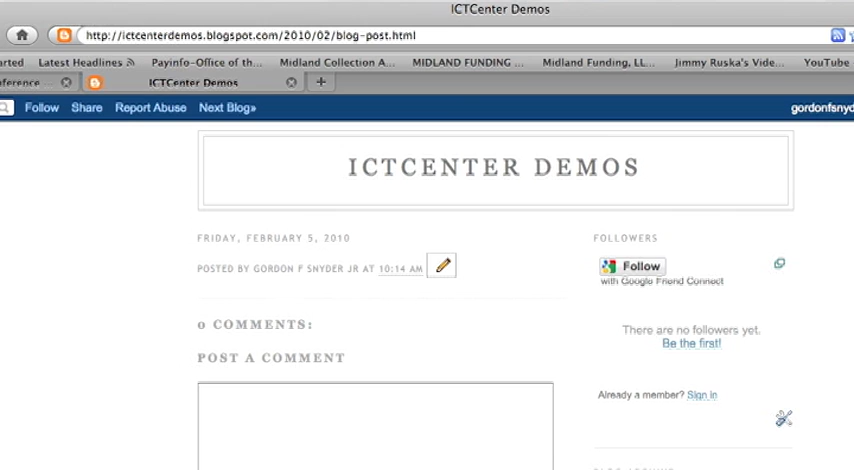 ICTCenter Demos
http://ictcenterdemos.blogspot.com/2010/02/blog-post.html
arted Latest Headlines Payinfo-Office of th... Midland Collection A... MIDLAND FUNDING ... Midland Funding, LL... Jimmy Ruska's Vide... YouTube
ference ... ICTCenter Demos
Follow Share Report Abuse Next Blog» gordonfsnyd
ICTCENTER DEMOS
FRIDAY, FEBRUARY 5, 2010
POSTED BY GORDON F SNYDER JR AT 10:14 AM
0 COMMENTS:
POST A COMMENT
FOLLOWERS
Follow
with Google Friend Connect
There are no followers yet.
Be the first!
Already a member? Sign in